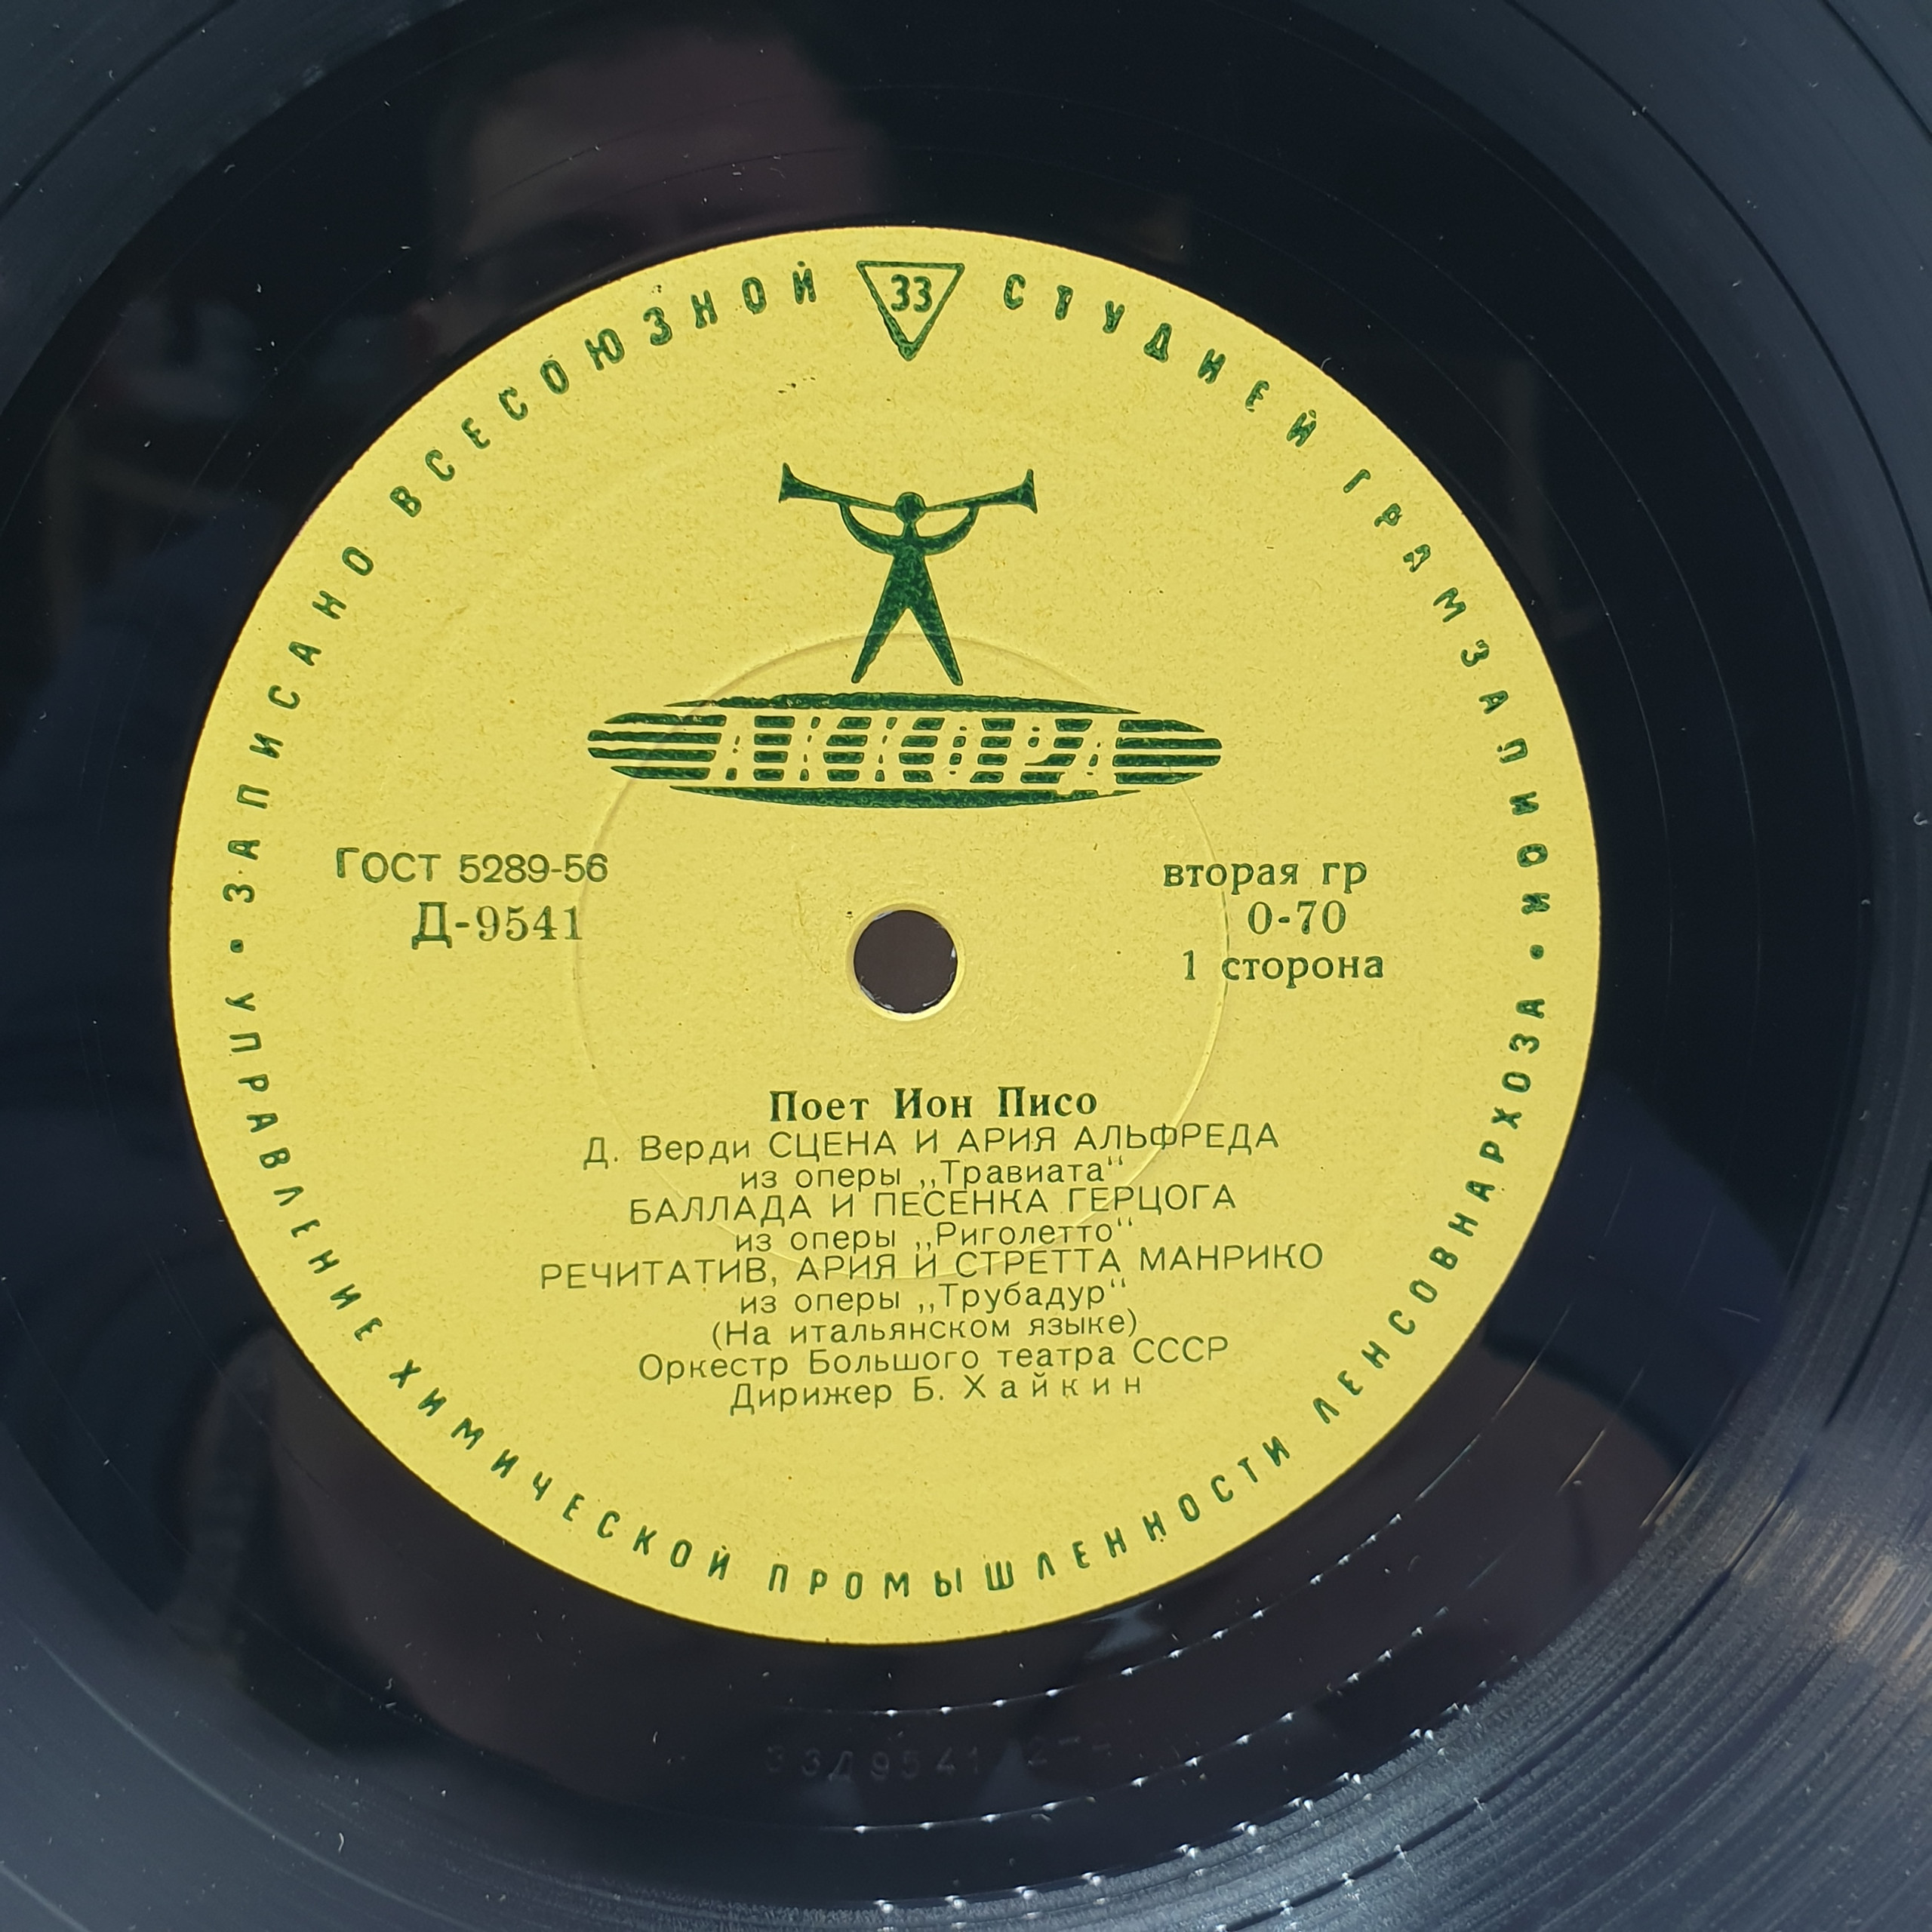 ЗАПИСАНО ВСЕСОЮЗНОЙ СТУДИЕЙ ГРАМЗАПИСИ
33
АККОРД
ГОСТ 5289-56
Д-9541
вторая гр
0-70
1 сторона
Поет Ион Писо
Д. Верди СЦЕНА И АРИЯ АЛЬФРЕДА
из оперы „Травиата“
БАЛЛАДА И ПЕСЕНКА ГЕРЦОГА
из оперы „Риголетто“
РЕЧИТАТИВ, АРИЯ И СТРЕТТА МАНРИКО
из оперы „Трубадур“
(На итальянском языке)
Оркестр Большого театра СССР
Дирижер Б. Хайкин
УПРАВЛЕНИЕ ХИМИЧЕСКОЙ ПРОМЫШЛЕННОСТИ ЛЕНСОВНАРХОЗА
33Д9541